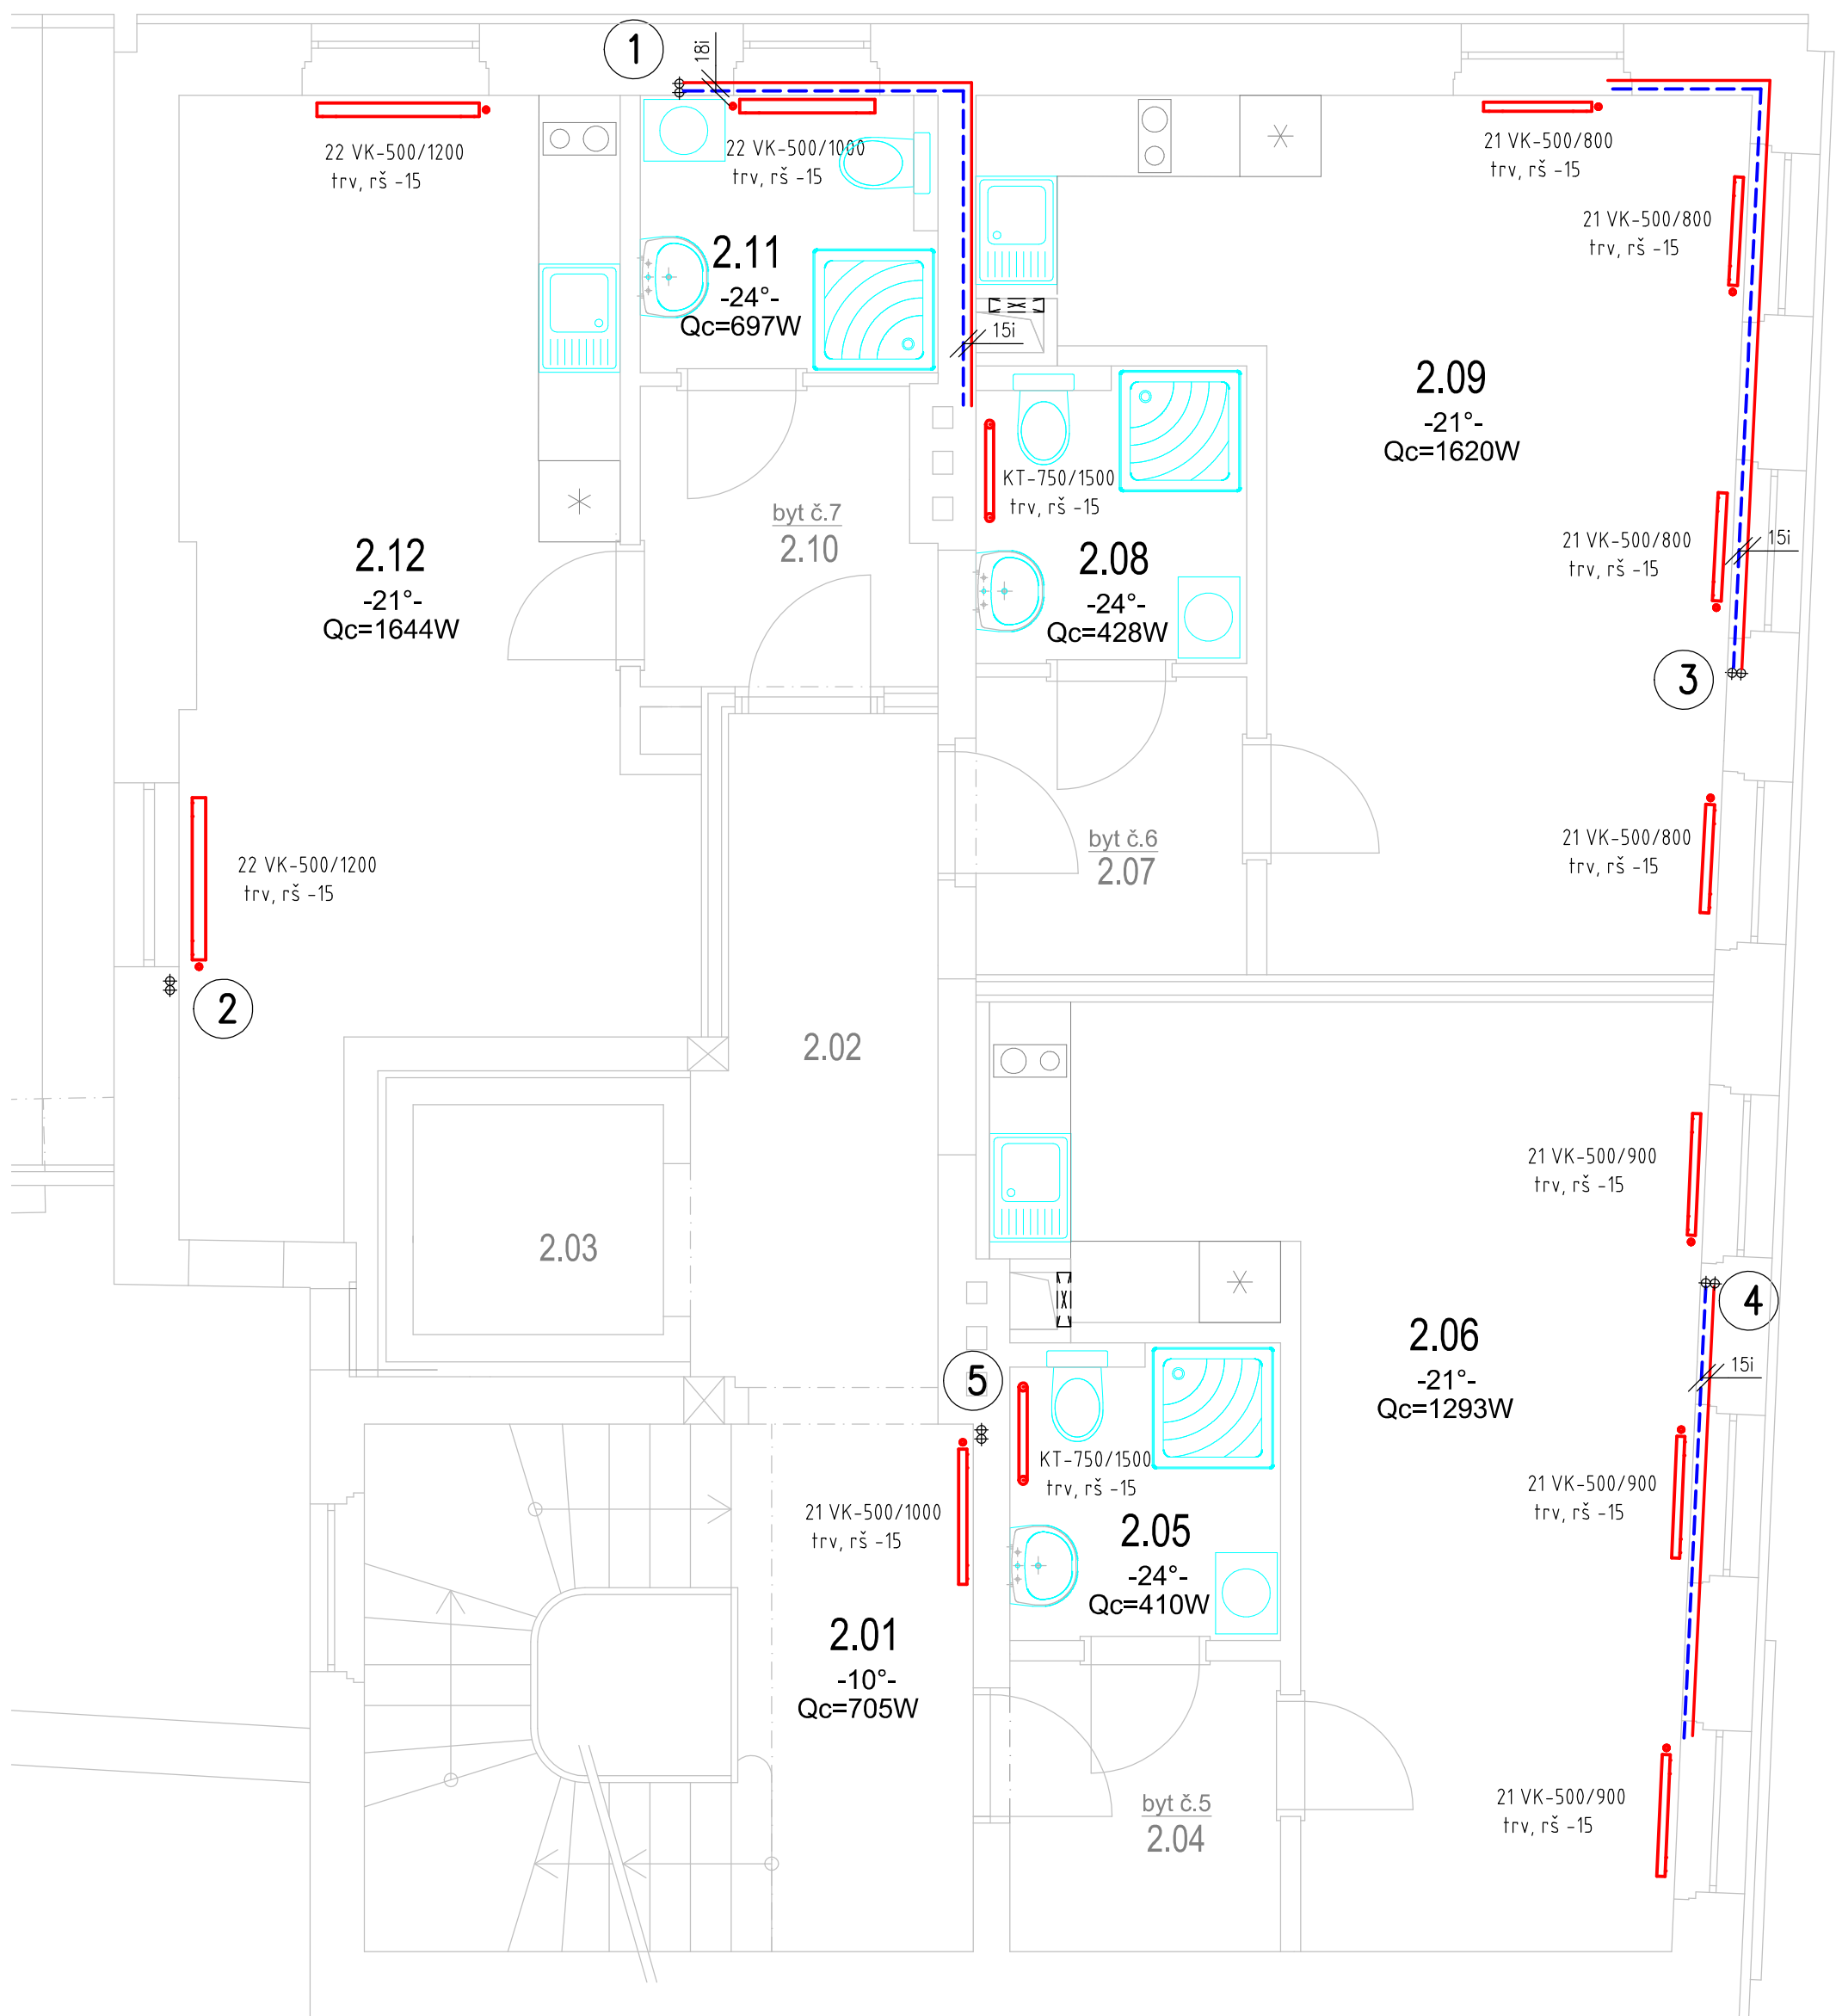 1
18i
22 VK-500/1200
trv, rš -15
22 VK-500/1000
trv, rš -15
21 VK-500/800
trv, rš -15
21 VK-500/800
trv, rš -15
2.11
-24°-
Qc=697W
15i
2.09
-21°-
Qc=1620W
KT-750/1500
trv, rš -15
byt č.7
2.10
2.12
-21°-
Qc=1644W
2.08
-24°-
Qc=428W
21 VK-500/800
trv, rš -15
15i
3
21 VK-500/800
trv, rš -15
byt č.6
2.07
22 VK-500/1200
trv, rš -15
2
2.02
21 VK-500/900
trv, rš -15
2.03
4
2.06
-21°-
Qc=1293W
15i
5
KT-750/1500
trv, rš -15
21 VK-500/900
trv, rš -15
21 VK-500/1000
trv, rš -15
2.05
-24°-
Qc=410W
2.01
-10°-
Qc=705W
byt č.5
2.04
21 VK-500/900
trv, rš -15